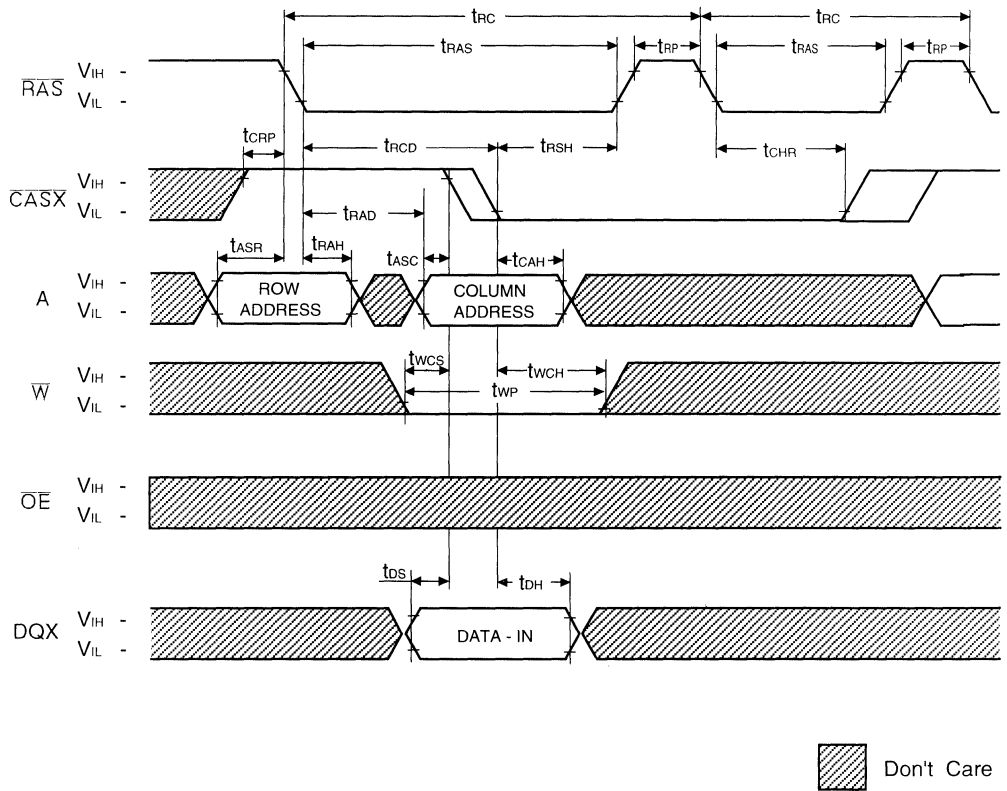 tRC tRC
tRAS tRP tRAS tRP
RAS VIH -
VIL -
tCRP tRCD tRSH tCHR
CASX VIH -
VIL -
tRAD
tASR tRAH tASC tCAH
A VIH -
VIL -
ROW ADDRESS
COLUMN ADDRESS
tWCS tWCH
W VIH -
VIL -
tWP
OE VIH -
VIL -
tDS tDH
DQX VIH -
VIL -
DATA - IN
Don't Care